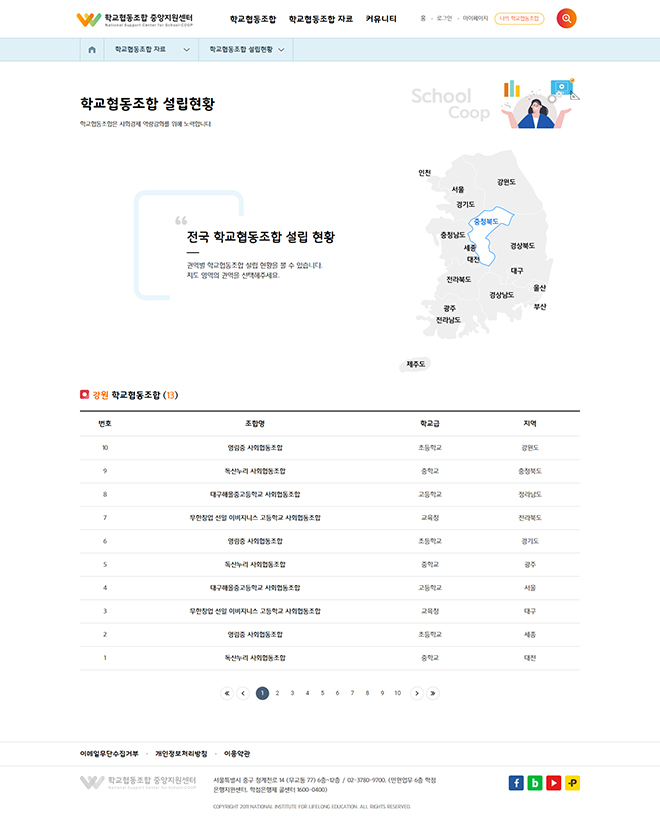 학교협동조합 중앙지원센터
National Support Center for School COOP
학교협동조합 학교협동조합 자료 커뮤니티
홈 로그인 마이페이지 나의 학교협동조합
학교협동조합 자료 학교협동조합 설립현황
학교협동조합 설립현황
학교협동조합은 사회경제 역량강화를 위해 노력합니다.
School
Coop
전국 학교협동조합 설립 현황
권역별 학교협동조합 설립 현황을 볼 수 있습니다.
지도 영역의 권역을 선택해주세요.
인천
서울
강원도
경기도
충청북도
충청남도
세종
대전
경상북도
대구
전라북도
울산
경상남도
부산
광주
전라남도
제주도
강원 학교협동조합 (13)
번호 조합명 학교급 지역
10 영림중 사회협동조합 초등학교 강원도
9 독산누리 사회협동조합 중학교 충청북도
8 대구해올중고등학교 사회협동조합 고등학교 정라남도
7 무한창업 선일 이비지니스 고등학교 사회협동조합 교육청 전라북도
6 영림중 사회협동조합 초등학교 경기도
5 독산누리 사회협동조합 중학교 광주
4 대구해올중고등학교 사회협동조합 고등학교 서울
3 무한창업 선일 이비지니스 고등학교 사회협동조합 교육청 대구
2 영림중 사회협동조합 초등학교 세종
1 독산누리 사회협동조합 중학교 대전
1 2 3 4 5 6 7 8 9 10
이메일무단수집거부 개인정보처리방침 이용약관
학교협동조합 중앙지원센터
National Support Center for School COOP
서울특별시 중구 청계천로 14 (무교동 77) 6층~12층 / 02-3780-9700, (민원업무 6층 학점
은행지원센터, 학점은행제 콜센터 1600-0400)
COPYRIGHT 2011 NATIONAL INSTITUTE FOR LIFELONG EDUCATION. ALL RIGHTS RESERVED.